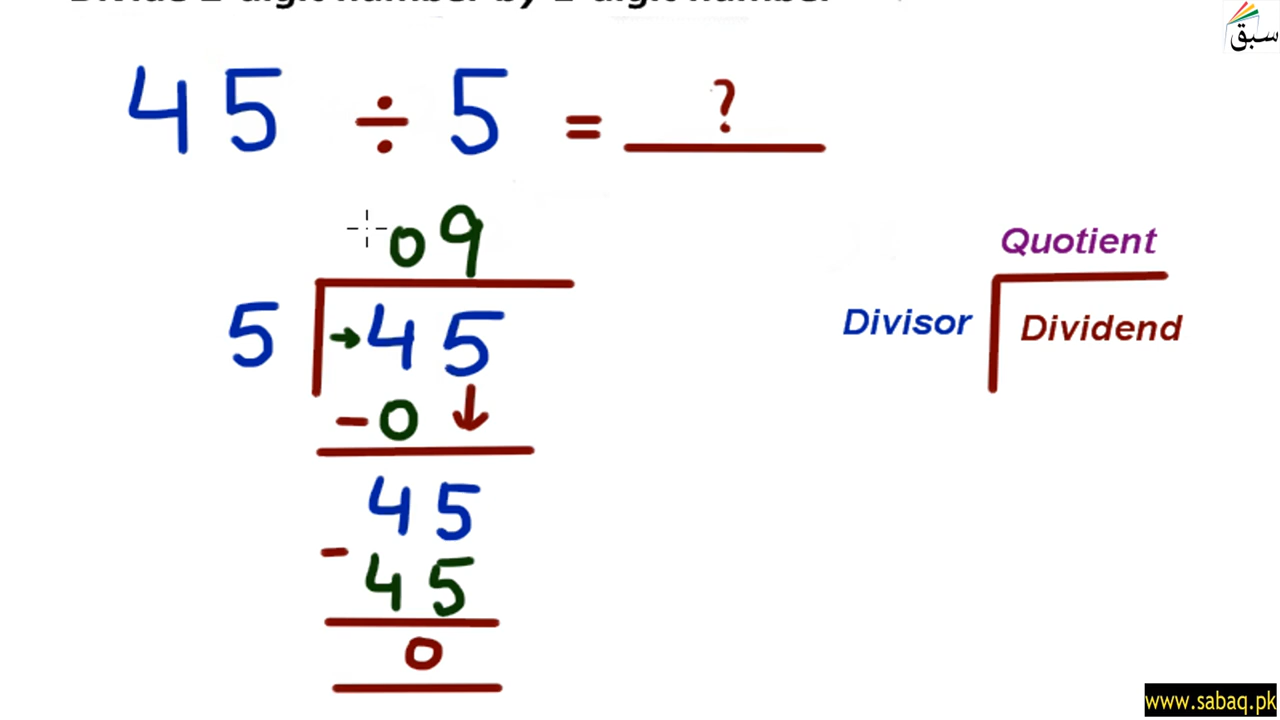 45 ÷ 5 = ?
سبق
09
5 → 45
- 0 ↓
45
- 45
0
Quotient
Divisor Dividend
www.sabaq.pk